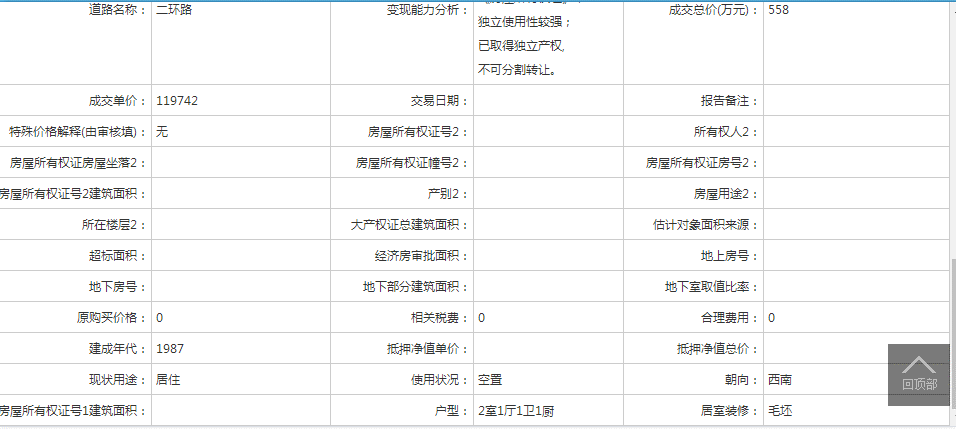 道路名称： 二环路 变现能力分析： 成交总价(万元)： 558
独立使用性较强；
已取得独立产权,
不可分割转让。
成交单价： 119742 交易日期： 报告备注：
特殊价格解释(由审核填)： 无 房屋所有权证号2： 所有权人2：
房屋所有权证房屋坐落2： 房屋所有权证幢号2： 房屋所有权证房号2：
房屋所有权证号2建筑面积： 产别2： 房屋用途2：
所在楼层2： 大产权证总建筑面积： 估计对象面积来源：
超标面积： 经济房审批面积： 地上房号：
地下房号： 地下部分建筑面积： 地下室取值比率：
原购买价格： 0 相关税费： 0 合理费用： 0
建成年代： 1987 抵押净值单价： 抵押净值总价：
现状用途： 居住 使用状况： 空置 朝向： 西南
回顶部
房屋所有权证号1建筑面积： 户型： 2室1厅1卫1厨 居室装修： 毛坯